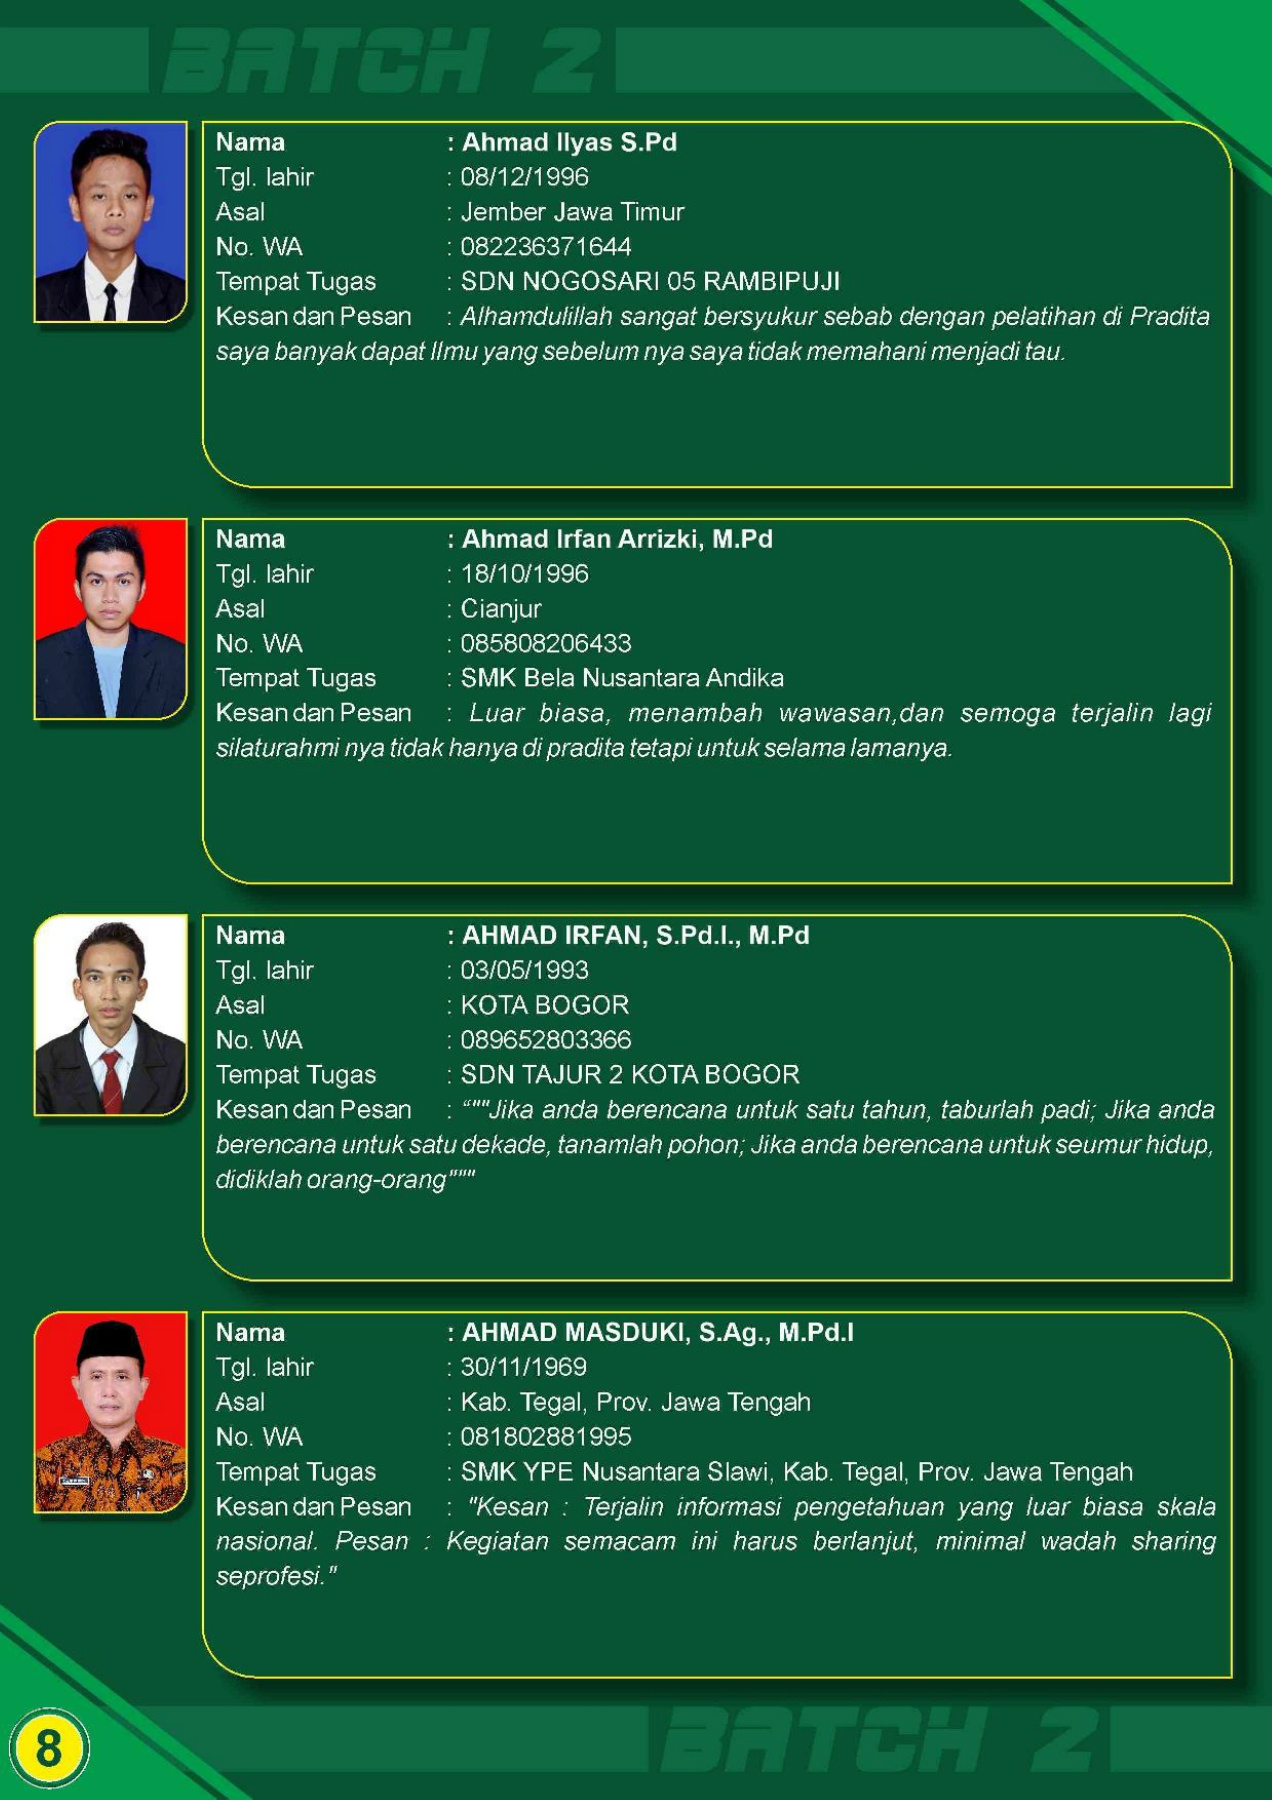 BATCH 2
Nama : Ahmad Ilyas S.Pd
Tgl. lahir : 08/12/1996
Asal : Jember Jawa Timur
No. WA : 082236371644
Tempat Tugas : SDN NOGOSARI 05 RAMBIPUJI
Kesan dan Pesan : Alhamdulillah sangat bersyukur sebab dengan pelatihan di Pradita
saya banyak dapat Ilmu yang sebelum nya saya tidak memahani menjadi tau.
Nama : Ahmad Irfan Arrizki, M.Pd
Tgl. lahir : 18/10/1996
Asal : Cianjur
No. WA : 085808206433
Tempat Tugas : SMK Bela Nusantara Andika
Kesan dan Pesan : Luar biasa, menambah wawasan,dan semoga terjalin lagi
silaturahmi nya tidak hanya di pradita tetapi untuk selama lamanya.
Nama : AHMAD IRFAN, S.Pd.I., M.Pd
Tgl. lahir : 03/05/1993
Asal : KOTA BOGOR
No. WA : 089652803366
Tempat Tugas : SDN TAJUR 2 KOTA BOGOR
Kesan dan Pesan : “""Jika anda berencana untuk satu tahun, taburlah padi; Jika anda
berencana untuk satu dekade, tanamlah pohon; Jika anda berencana untuk seumur hidup,
didiklah orang-orang"""
Nama : AHMAD MASDUKI, S.Ag., M.Pd.I
Tgl. lahir : 30/11/1969
Asal : Kab. Tegal, Prov. Jawa Tengah
No. WA : 081802881995
Tempat Tugas : SMK YPE Nusantara Slawi, Kab. Tegal, Prov. Jawa Tengah
Kesan dan Pesan : "Kesan : Terjalin informasi pengetahuan yang luar biasa skala
nasional. Pesan : Kegiatan semacam ini harus berlanjut, minimal wadah sharing
seprofesi."
8
BATCH 2